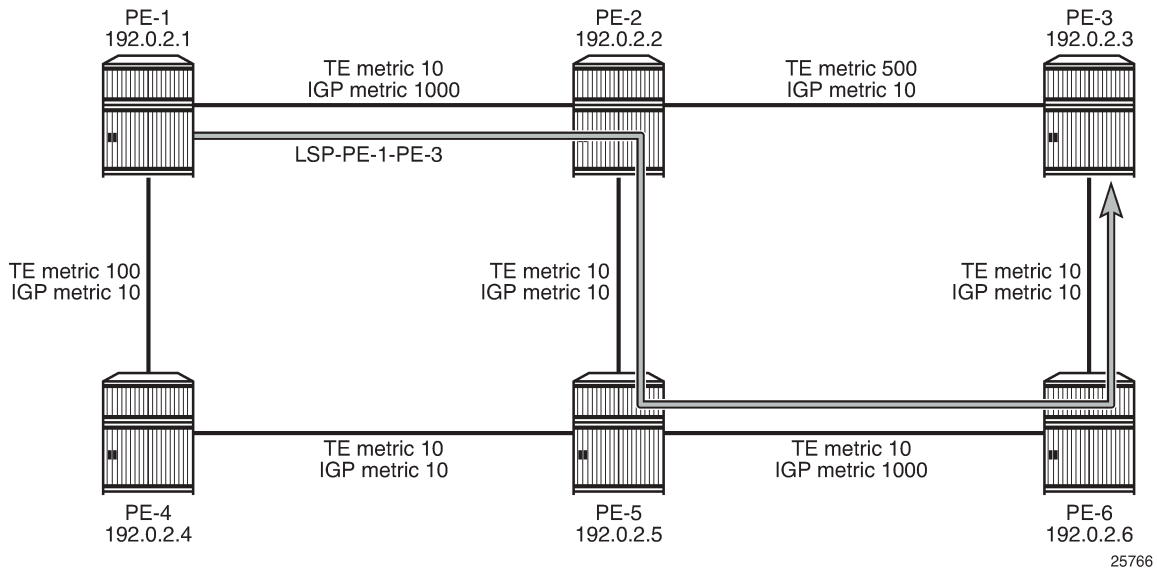 PE-1
192.0.2.1
PE-2
192.0.2.2
PE-3
192.0.2.3
TE metric 10
IGP metric 1000
TE metric 500
IGP metric 10
LSP-PE-1-PE-3
TE metric 100
IGP metric 10
TE metric 10
IGP metric 10
TE metric 10
IGP metric 10
TE metric 10
IGP metric 10
TE metric 10
IGP metric 1000
PE-4
192.0.2.4
PE-5
192.0.2.5
PE-6
192.0.2.6
25766